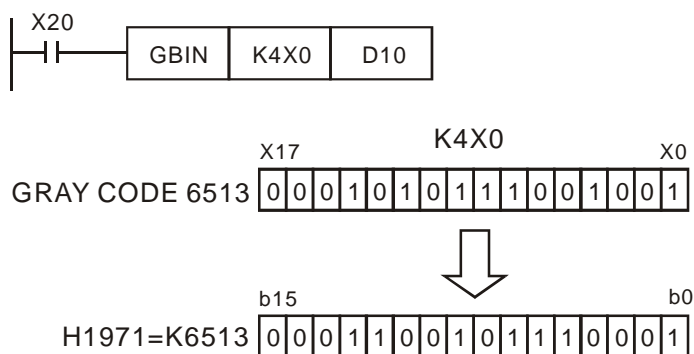 X20
GBIN K4X0 D10
K4X0
X17 X0
GRAY CODE 6513 0 0 0 1 0 1 0 1 1 1 0 0 1 0 0 1
b15 b0
H1971=K6513 0 0 0 1 1 0 0 1 0 1 1 1 0 0 0 1